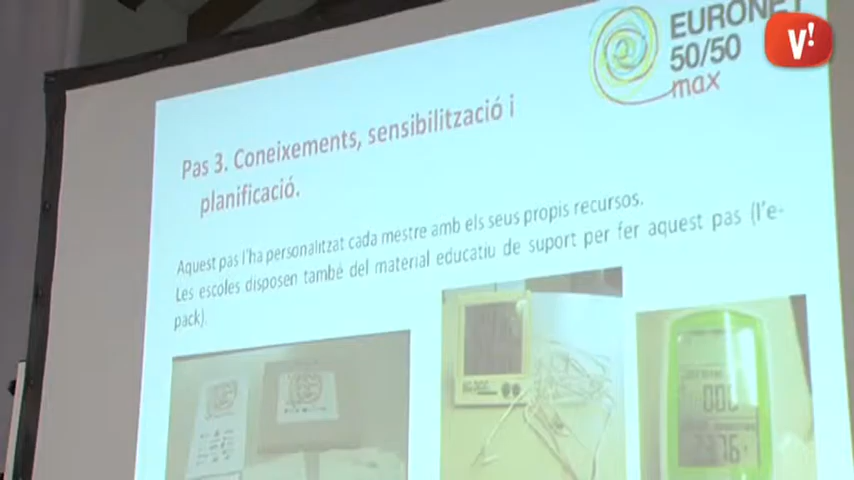 EURONET
50/50
max
V!
Pas 3. Coneixements, sensibilització i
planificació.
Aquest pas l'ha personalitzat cada mestre amb els seus propis recursos.
Les escoles disposen també del material educatiu de suport per fer aquest pas (l'e-
pack).